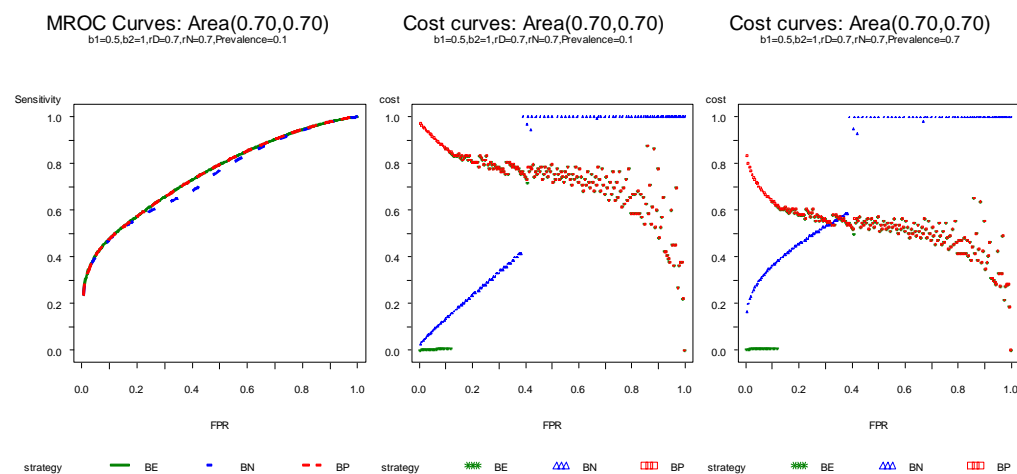 MROC Curves: Area(0.70,0.70)
b1=0.5,b2=1,rD=0.7,rN=0.7,Prevalence=0.1
Sensitivity
1.0
0.8
0.6
0.4
0.2
0.0
0.0 0.2 0.4 0.6 0.8 1.0
FPR
strategy BE BN BP
Cost curves: Area(0.70,0.70)
b1=0.5,b2=1,rD=0.7,rN=0.7,Prevalence=0.1
cost
1.0
0.8
0.6
0.4
0.2
0.0
0.0 0.2 0.4 0.6 0.8 1.0
FPR
strategy BE BN BP
Cost curves: Area(0.70,0.70)
b1=0.5,b2=1,rD=0.7,rN=0.7,Prevalence=0.7
cost
1.0
0.8
0.6
0.4
0.2
0.0
0.0 0.2 0.4 0.6 0.8 1.0
FPR
strategy BE BN BP